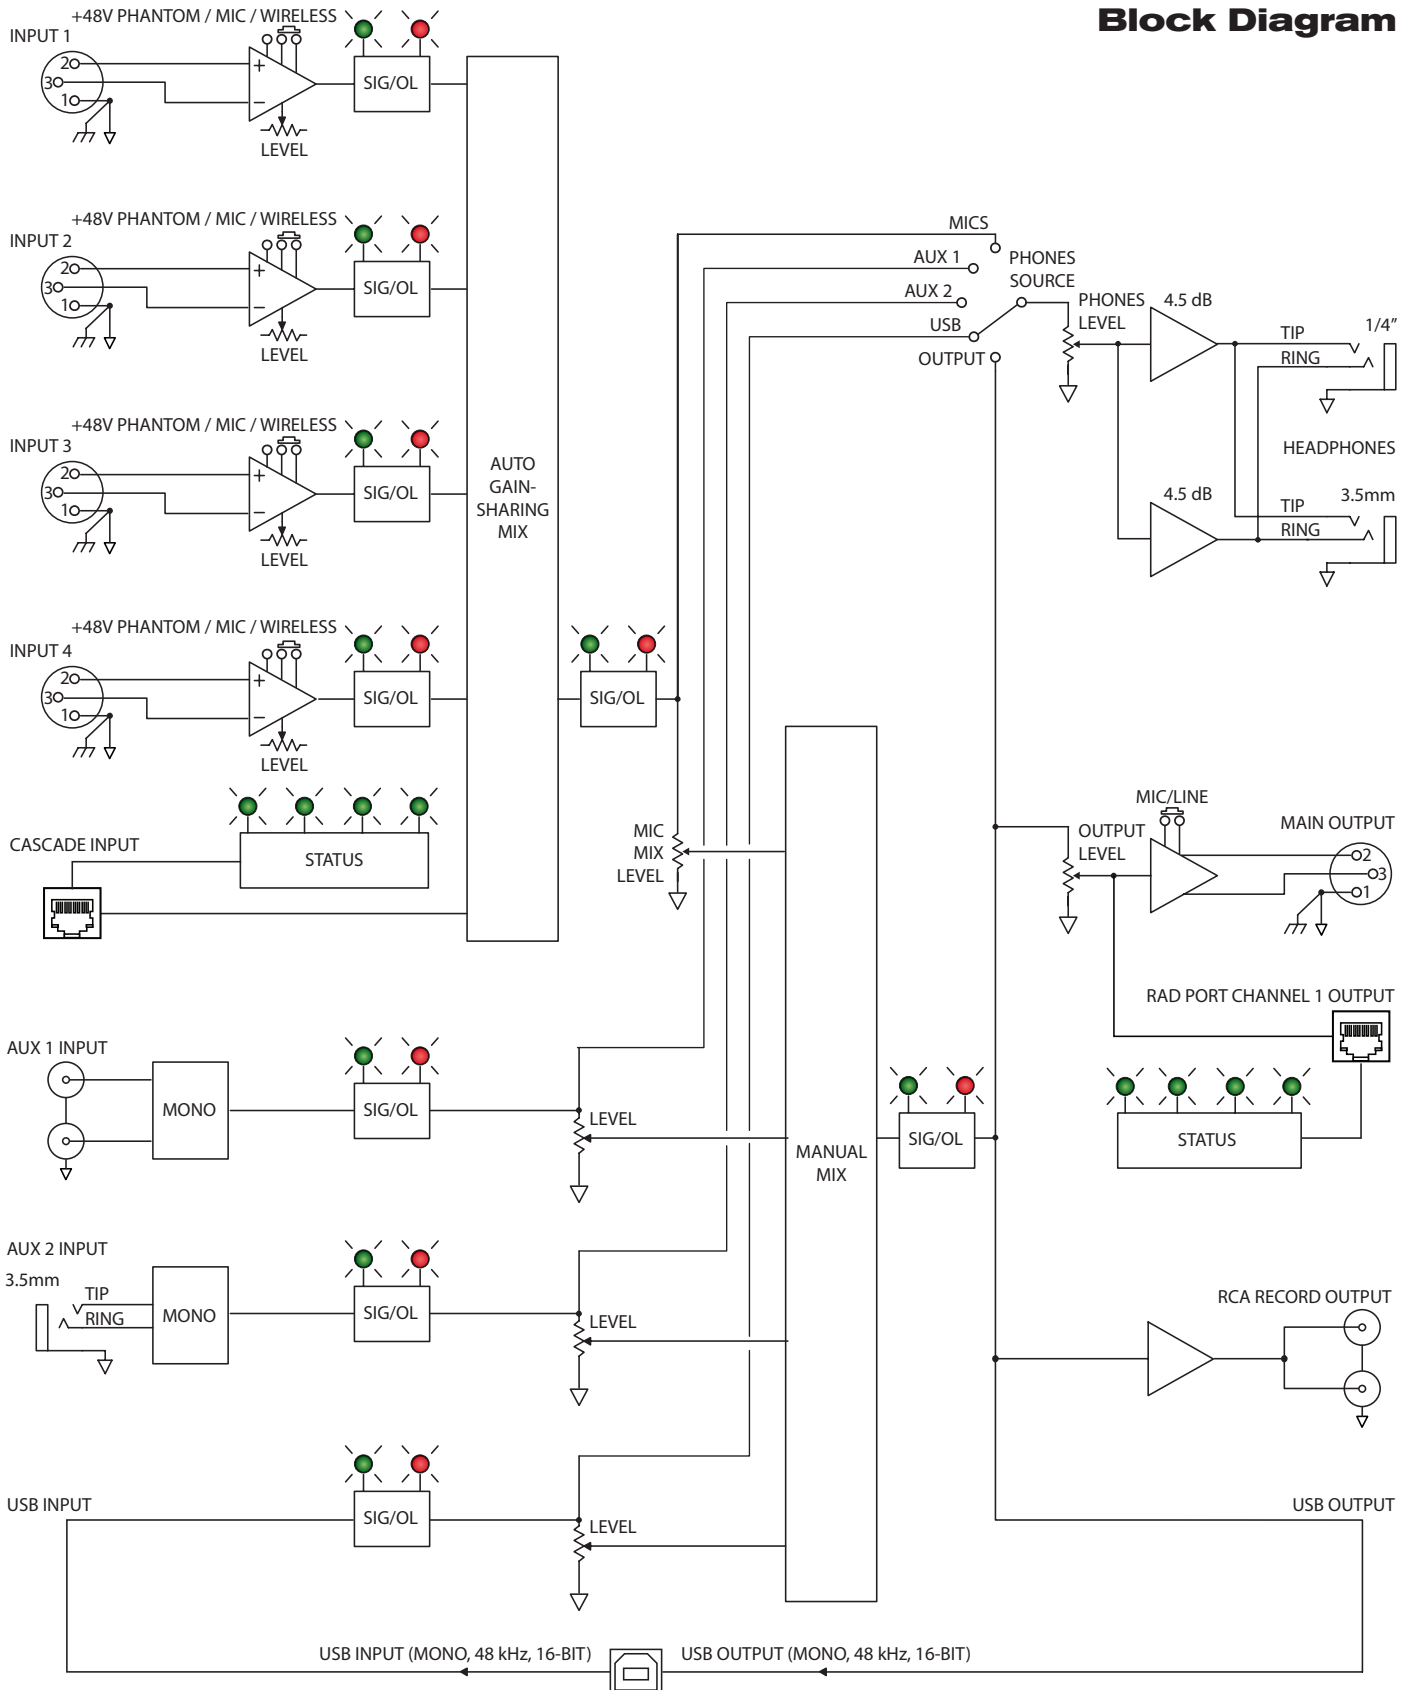 Block Diagram
+48V PHANTOM / MIC / WIRELESS
INPUT 1
2
3
1
+
−
SIG/OL
LEVEL
+48V PHANTOM / MIC / WIRELESS
INPUT 2
2
3
1
+
−
SIG/OL
LEVEL
+48V PHANTOM / MIC / WIRELESS
INPUT 3
2
3
1
+
−
SIG/OL
LEVEL
+48V PHANTOM / MIC / WIRELESS
INPUT 4
2
3
1
+
−
SIG/OL
LEVEL
AUTO
GAIN-
SHARING
MIX
SIG/OL
CASCADE INPUT
STATUS
MIC
MIX
LEVEL
MICS
AUX 1
AUX 2
USB
OUTPUT
PHONES
SOURCE
PHONES
LEVEL
4.5 dB
TIP
RING
1/4”
HEADPHONES
4.5 dB
TIP
RING
3.5mm
MIC/LINE
OUTPUT
LEVEL
MAIN OUTPUT
2
3
1
RAD PORT CHANNEL 1 OUTPUT
STATUS
AUX 1 INPUT
MONO
SIG/OL
LEVEL
MANUAL
MIX
SIG/OL
AUX 2 INPUT
3.5mm
TIP
RING
MONO
SIG/OL
LEVEL
RCA RECORD OUTPUT
USB INPUT
SIG/OL
LEVEL
USB OUTPUT
USB INPUT (MONO, 48 kHz, 16-BIT)
USB OUTPUT (MONO, 48 kHz, 16-BIT)